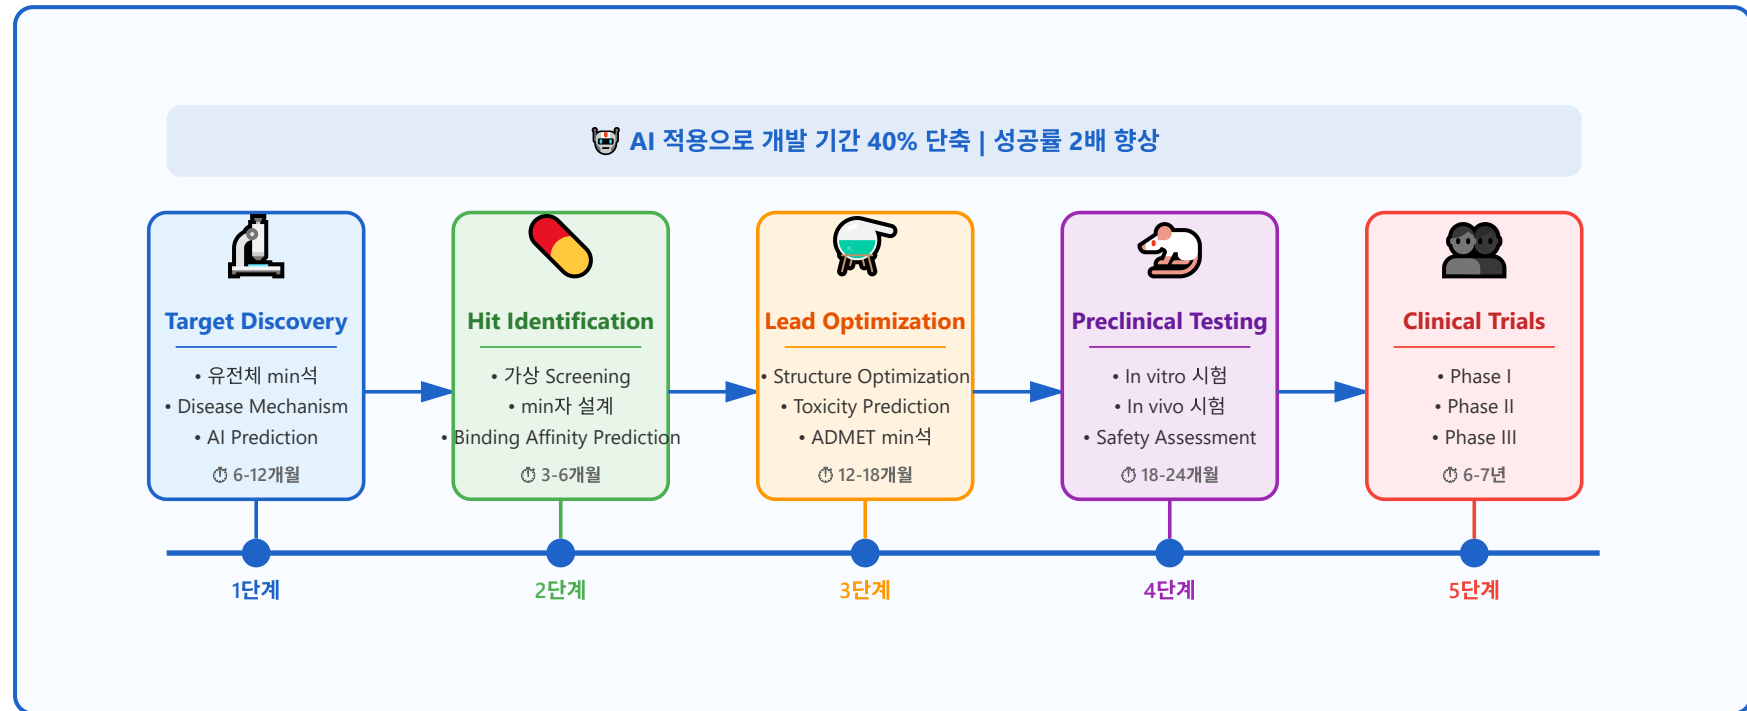 AI 적용으로 개발 기간 40% 단축 | 성공률 2배 향상
Target Discovery
• 유전체 min석
• Disease Mechanism
• AI Prediction
⏱ 6-12개월
1단계
Hit Identification
• 가상 Screening
• min자 설계
• Binding Affinity Prediction
⏱ 3-6개월
2단계
Lead Optimization
• Structure Optimization
• Toxicity Prediction
• ADMET min석
⏱ 12-18개월
3단계
Preclinical Testing
• In vitro 시험
• In vivo 시험
• Safety Assessment
⏱ 18-24개월
4단계
Clinical Trials
• Phase I
• Phase II
• Phase III
⏱ 6-7년
5단계